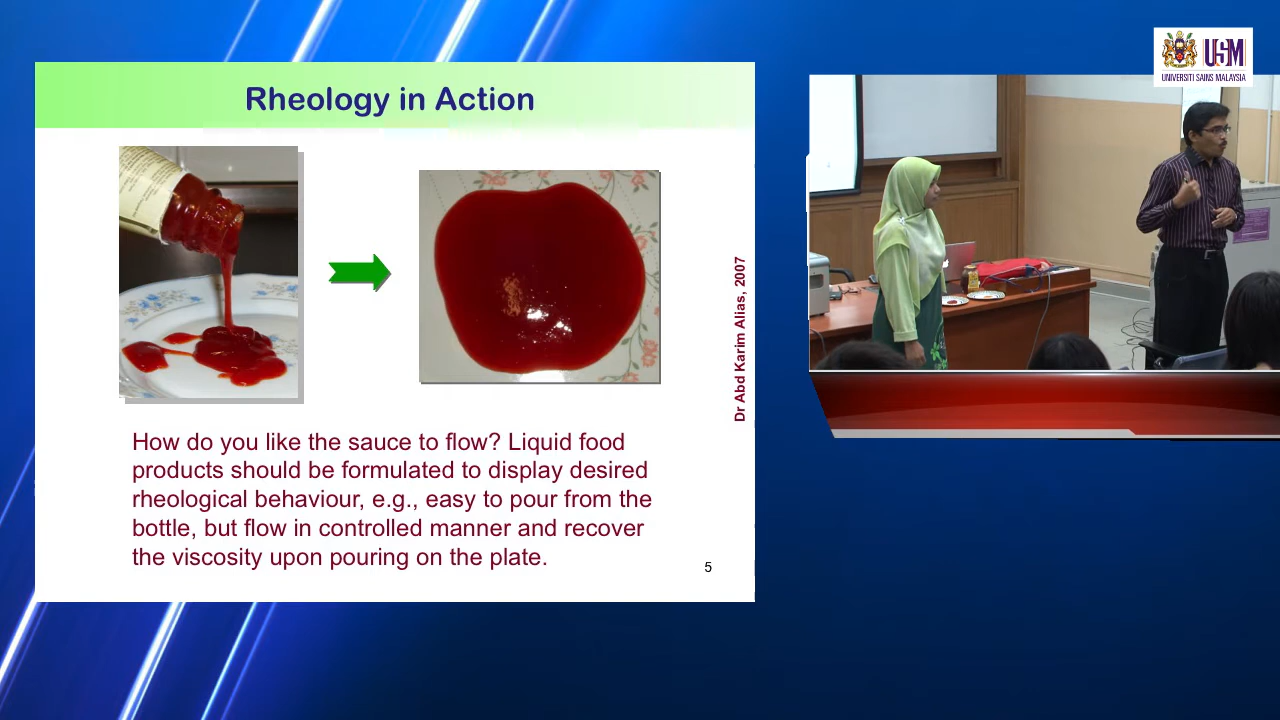 Rheology in Action
Dr Abd Karim Alias, 2007
How do you like the sauce to flow? Liquid food
products should be formulated to display desired
rheological behaviour, e.g., easy to pour from the
bottle, but flow in controlled manner and recover
the viscosity upon pouring on the plate.
5
USM
UNIVERSITI SAINS MALAYSIA